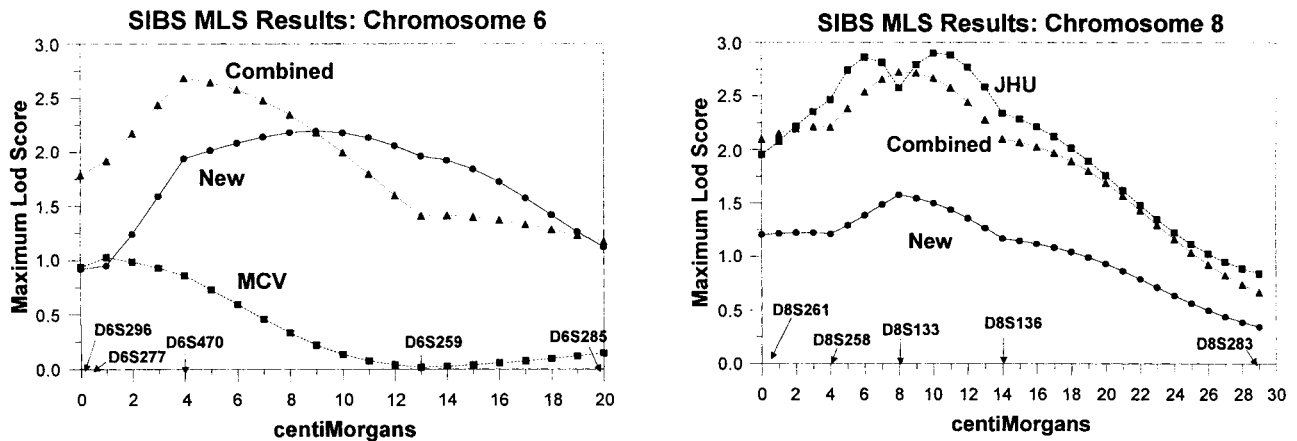 SIBS MLS Results: Chromosome 6
Maximum Lod Score
3.0
2.5
2.0
1.5
1.0
0.5
0.0
Combined
New
MCV
D6S296
D6S277
D6S470
D6S259
D6S285
0 2 4 6 8 10 12 14 16 18 20
centiMorgans
SIBS MLS Results: Chromosome 8
Maximum Lod Score
3.0
2.5
2.0
1.5
1.0
0.5
0.0
JHU
Combined
New
D8S261
D8S258
D8S133
D8S136
D8S283
0 2 4 6 8 10 12 14 16 18 20 22 24 26 28 30
centiMorgans